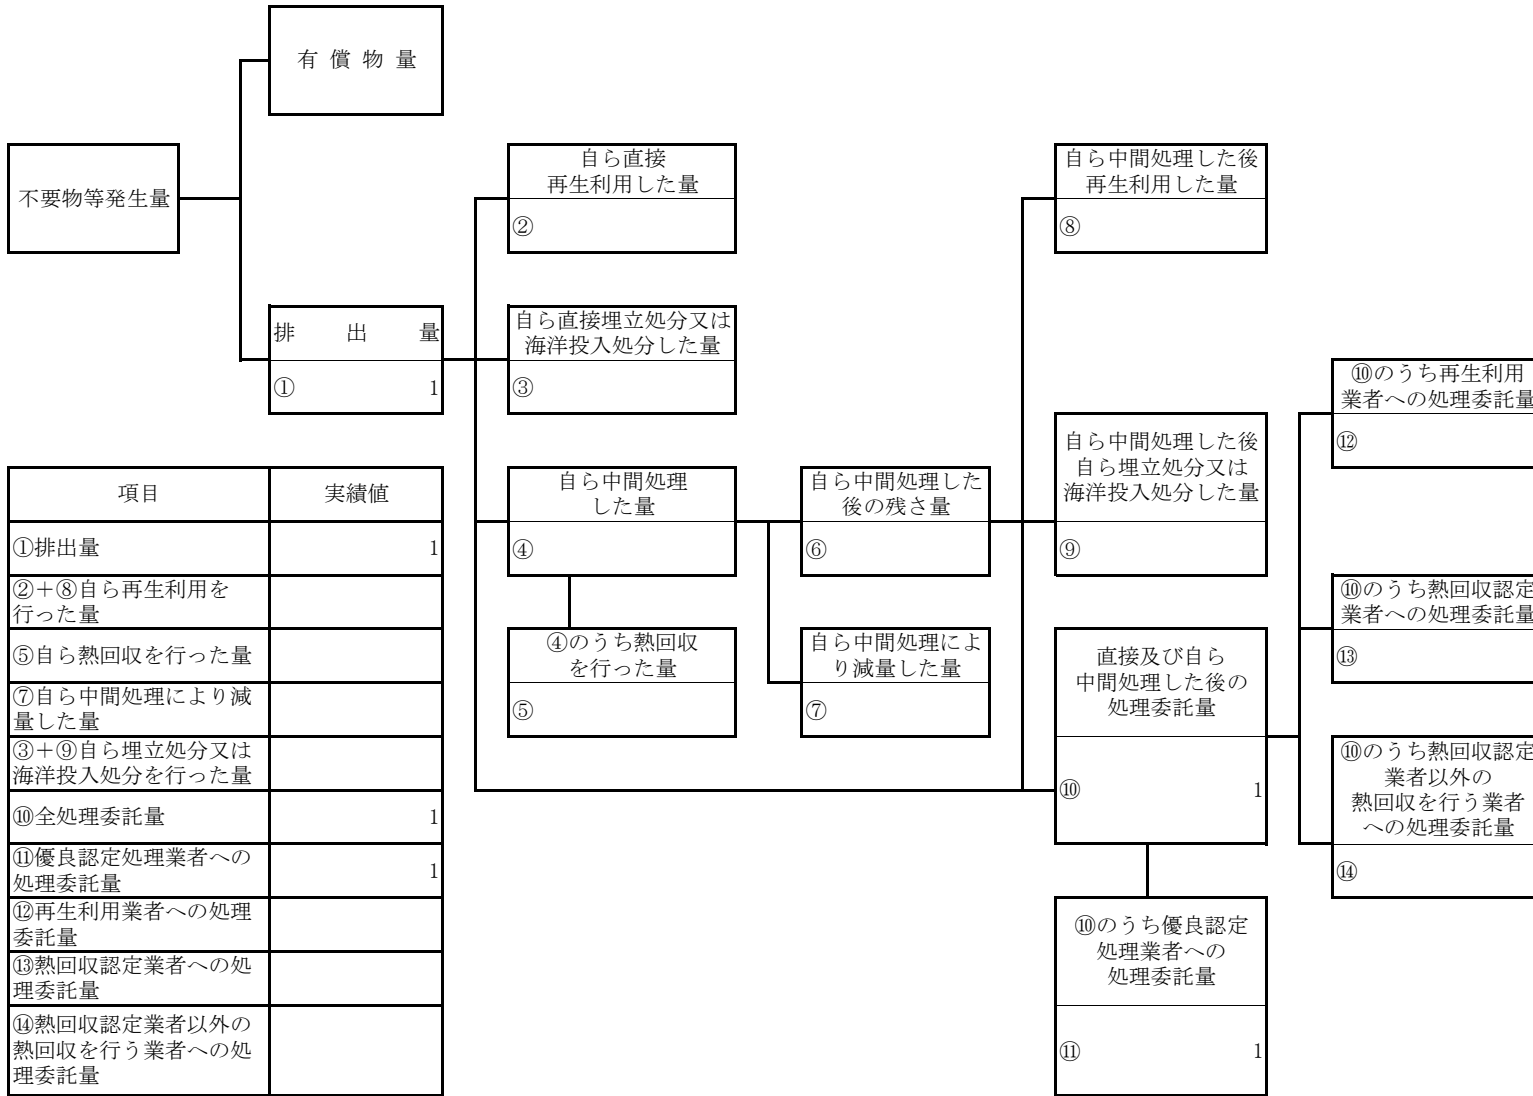 有 償 物 量
不要物等発生量
自ら直接
再生利用した量
②
自ら中間処理した後
再生利用した量
⑧
排 出 量
① 1
自ら直接埋立処分又は
海洋投入処分した量
③
⑩のうち再生利用
業者への処理委託量
⑫
自ら中間処理した
後の残さ量
⑥
自ら中間処理
した量
④
自ら中間処理した後
自ら埋立処分又は
海洋投入処分した量
⑨
④のうち熱回収
を行った量
⑤
自ら中間処理によ
り減量した量
⑦
直接及び自ら
中間処理した後の
処理委託量
⑩ 1
⑩のうち熱回収認定
業者への処理委託量
⑬
⑩のうち熱回収認定
業者以外の
熱回収を行う業者
への処理委託量
⑭
⑩のうち優良認定
処理業者への
処理委託量
⑪ 1
項目 実績値
①排出量 1
②+⑧自ら再生利用を
行った量
⑤自ら熱回収を行った量
⑦自ら中間処理により減
量した量
③+⑨自ら埋立処分又は
海洋投入処分を行った量
⑩全処理委託量 1
⑪優良認定処理業者への
処理委託量 1
⑫再生利用業者への処理
委託量
⑬熱回収認定業者への処
理委託量
⑭熱回収認定業者以外の
熱回収を行う業者への処
理委託量